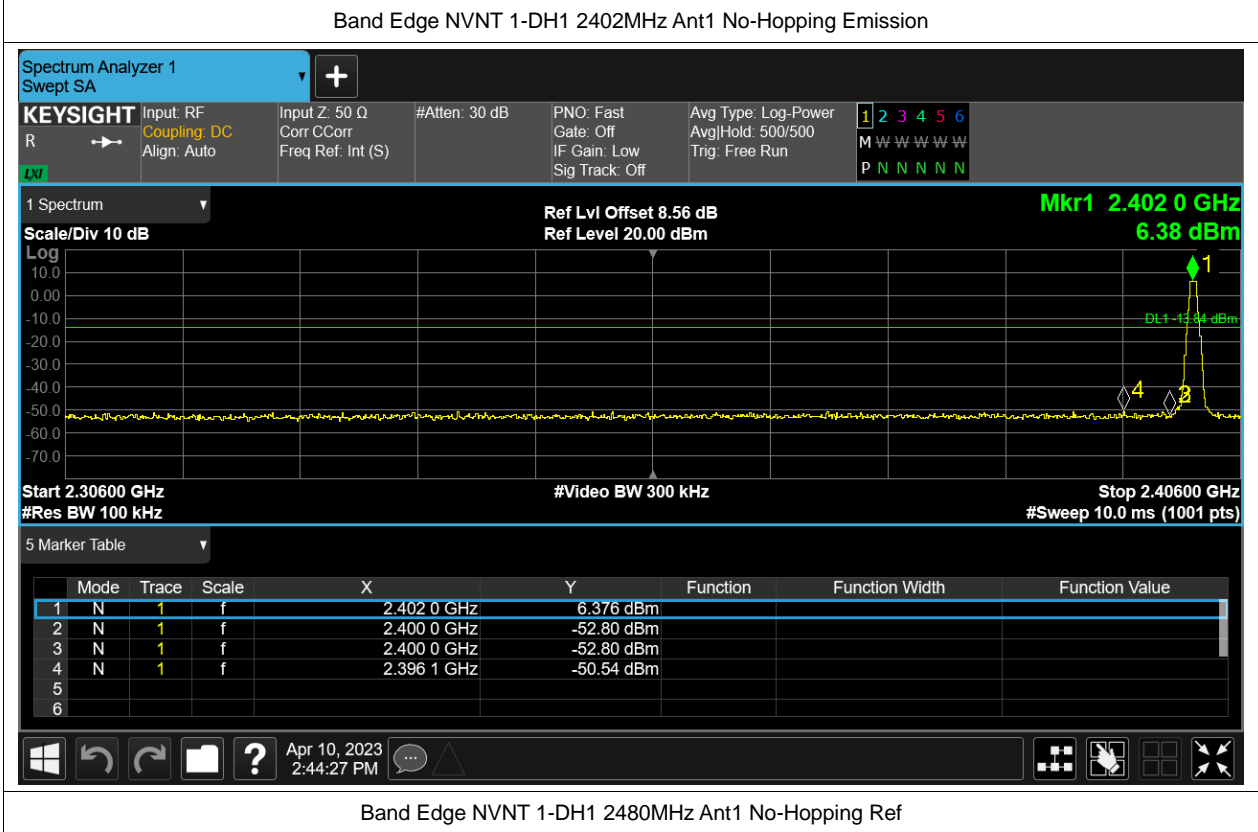 Band Edge NVNT 1-DH1 2402MHz Ant1 No-Hopping Emission
Spectrum Analyzer 1
Swept SA
KEYSIGHT
R
LXI
Input: RF
Coupling: DC
Align: Auto
Input Z: 50 Ω
Corr CCorr
Freq Ref: Int (S)
#Atten: 30 dB
PNO: Fast
Gate: Off
IF Gain: Low
Sig Track: Off
Avg Type: Log-Power
Avg|Hold: 500/500
Trig: Free Run
1 2 3 4 5 6
M W W W W W
P N N N N N
1 Spectrum
Scale/Div 10 dB
Ref Lvl Offset 8.56 dB
Ref Level 20.00 dBm
Mkr1 2.402 0 GHz
6.38 dBm
Log
10.0
0.00
-10.0
-20.0
-30.0
-40.0
-50.0
-60.0
-70.0
1
DL1 -13.84 dBm
4
Start 2.30600 GHz
#Res BW 100 kHz
#Video BW 300 kHz
Stop 2.40600 GHz
#Sweep 10.0 ms (1001 pts)
5 Marker Table
Mode Trace Scale X Y Function Function Width Function Value
1 N 1 f 2.402 0 GHz 6.376 dBm
2 N 1 f 2.400 0 GHz -52.80 dBm
3 N 1 f 2.400 0 GHz -52.80 dBm
4 N 1 f 2.396 1 GHz -50.54 dBm
5
6
?
Apr 10, 2023
2:44:27 PM
Band Edge NVNT 1-DH1 2480MHz Ant1 No-Hopping Ref